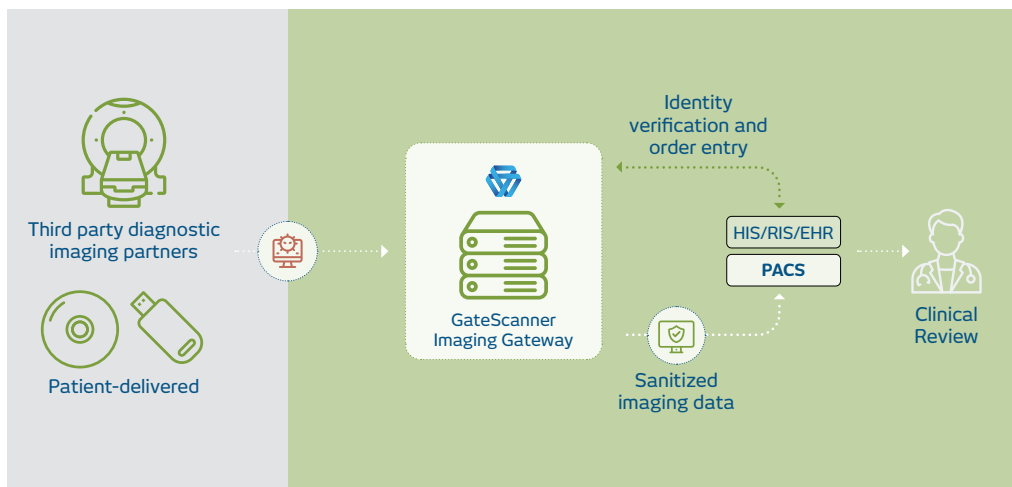 Third party diagnostic
imaging partners
Patient-delivered
GateScanner
Imaging Gateway
Identity
verification and
order entry
Sanitized
imaging data
HIS/RIS/EHR
PACS
Clinical
Review